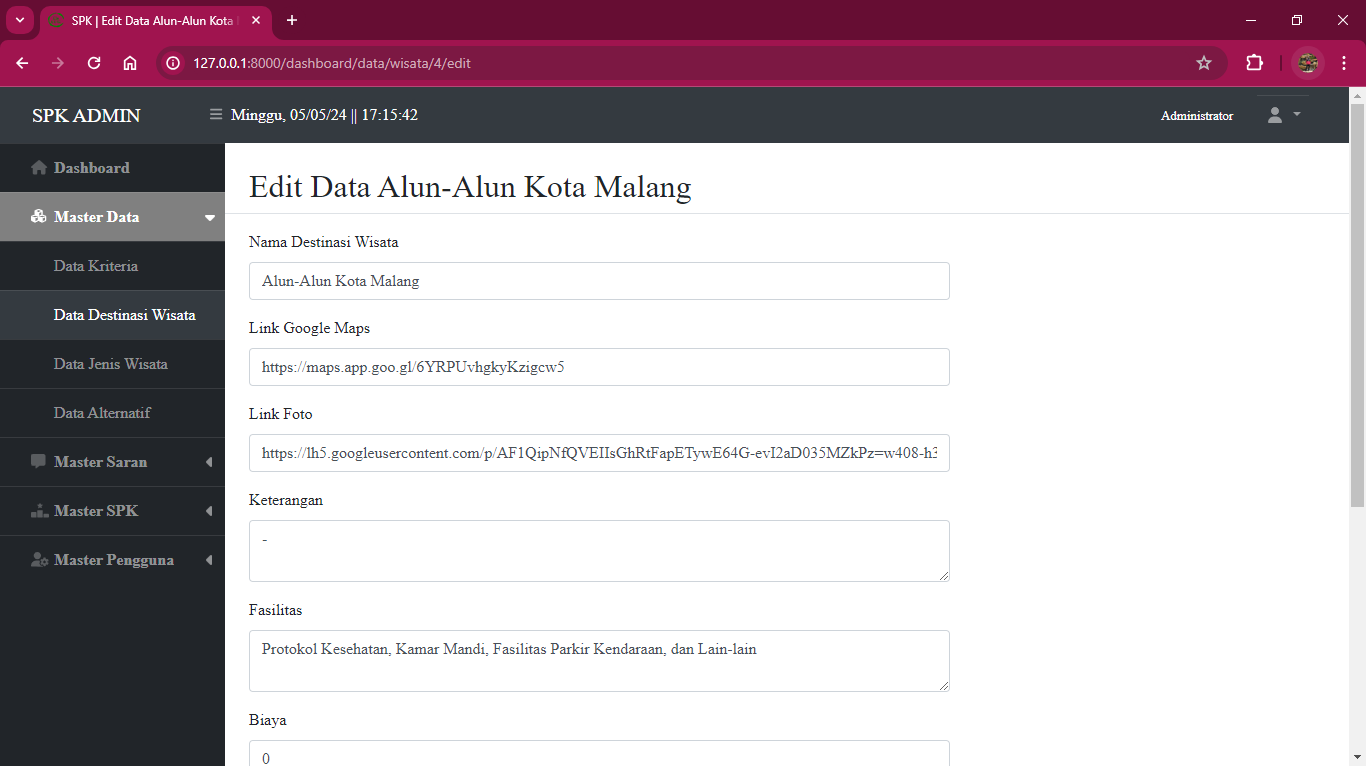 SPK | Edit Data Alun-Alun Kota
127.0.0.1:8000/dashboard/data/wisata/4/edit
SPK ADMIN
Minggu, 05/05/24 || 17:15:42
Administrator
Dashboard
Master Data
Data Kriteria
Data Destinasi Wisata
Data Jenis Wisata
Data Alternatif
Master Saran
Master SPK
Master Pengguna
Edit Data Alun-Alun Kota Malang
Nama Destinasi Wisata
Alun-Alun Kota Malang
Link Google Maps
https://maps.app.goo.gl/6YRPUvhgkyKzigcw5
Link Foto
https://lh5.googleusercontent.com/p/AF1QipNfQVEIIsGhRtFapETywE64G-evI2aD035MZkPz=w408-h3
Keterangan
-
Fasilitas
Protokol Kesehatan, Kamar Mandi, Fasilitas Parkir Kendaraan, dan Lain-lain
Biaya
0